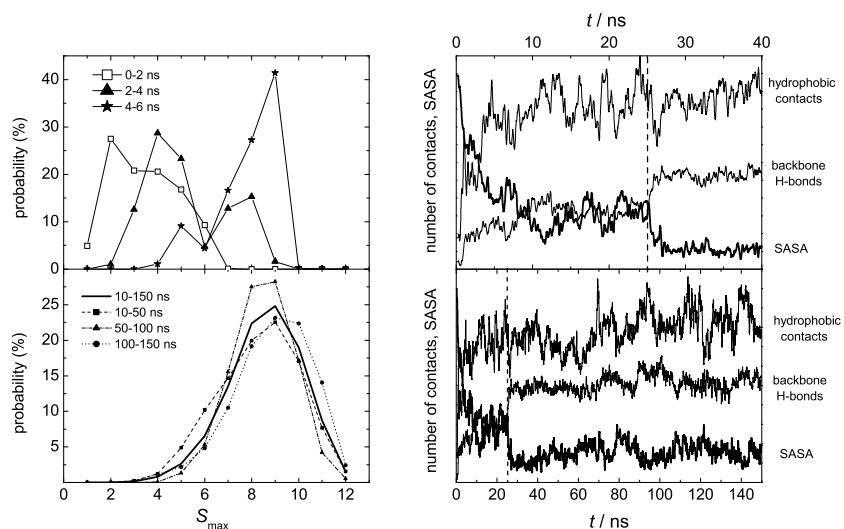 0-2 ns
2-4 ns
4-6 ns
probability (%)
40
30
20
10
0
10-150 ns
10-50 ns
50-100 ns
100-150 ns
probability (%)
25
20
15
10
5
0
0 2 4 6 8 10 12
Smax
t / ns
0 10 20 30 40
number of contacts, SASA
hydrophobic
contacts
backbone
H-bonds
SASA
number of contacts, SASA
hydrophobic
contacts
backbone
H-bonds
SASA
0 20 40 60 80 100 120 140
t / ns